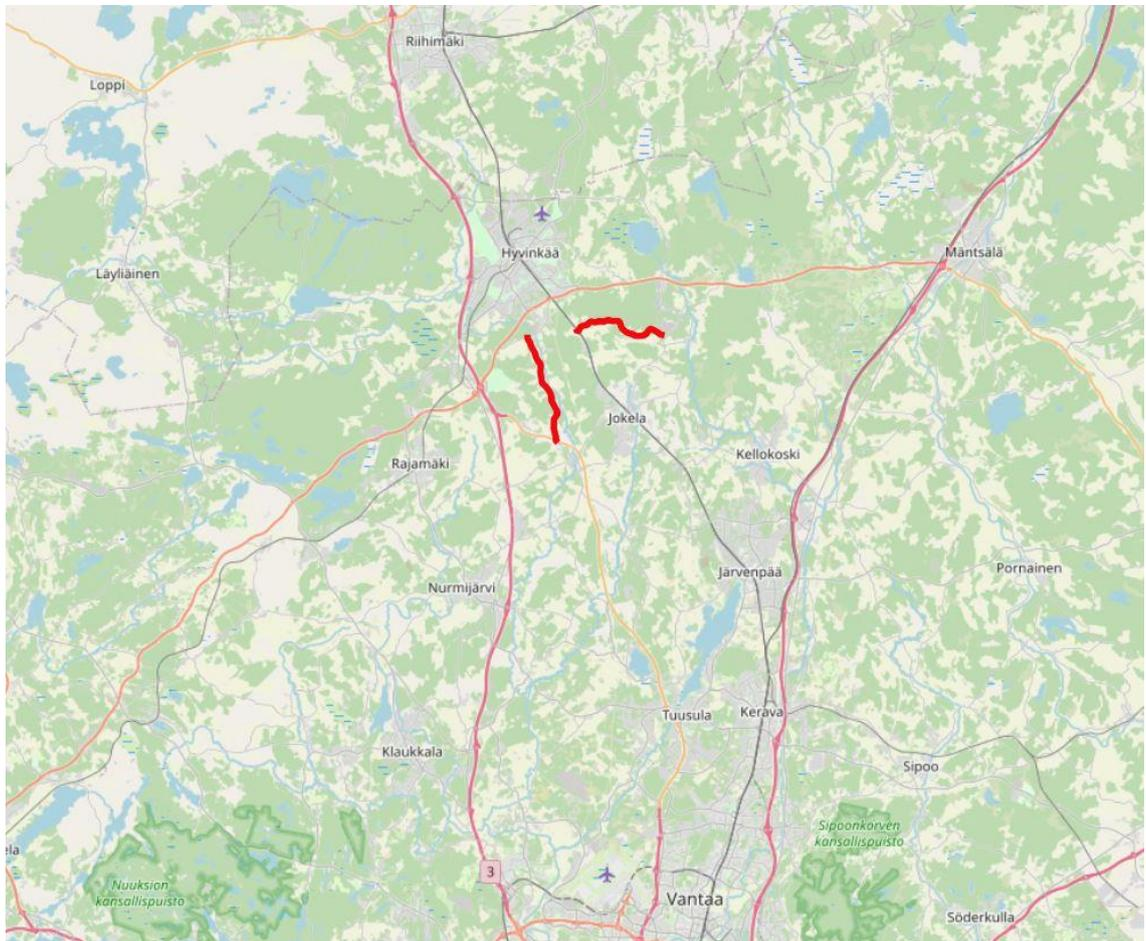 Riihimäki
Loppi
Hyvinkää
Mäntsälä
Läyliäinen
Jokela
Kellokoski
Rajamäki
Pornainen
Järvenpää
Nurmijärvi
Tuusula
Kerava
Klaukkala
Sipoo
Sipoonkorven
kansallispuisto
ela
3
Nuuksion
kansallispuisto
Vantaa
Söderkulla